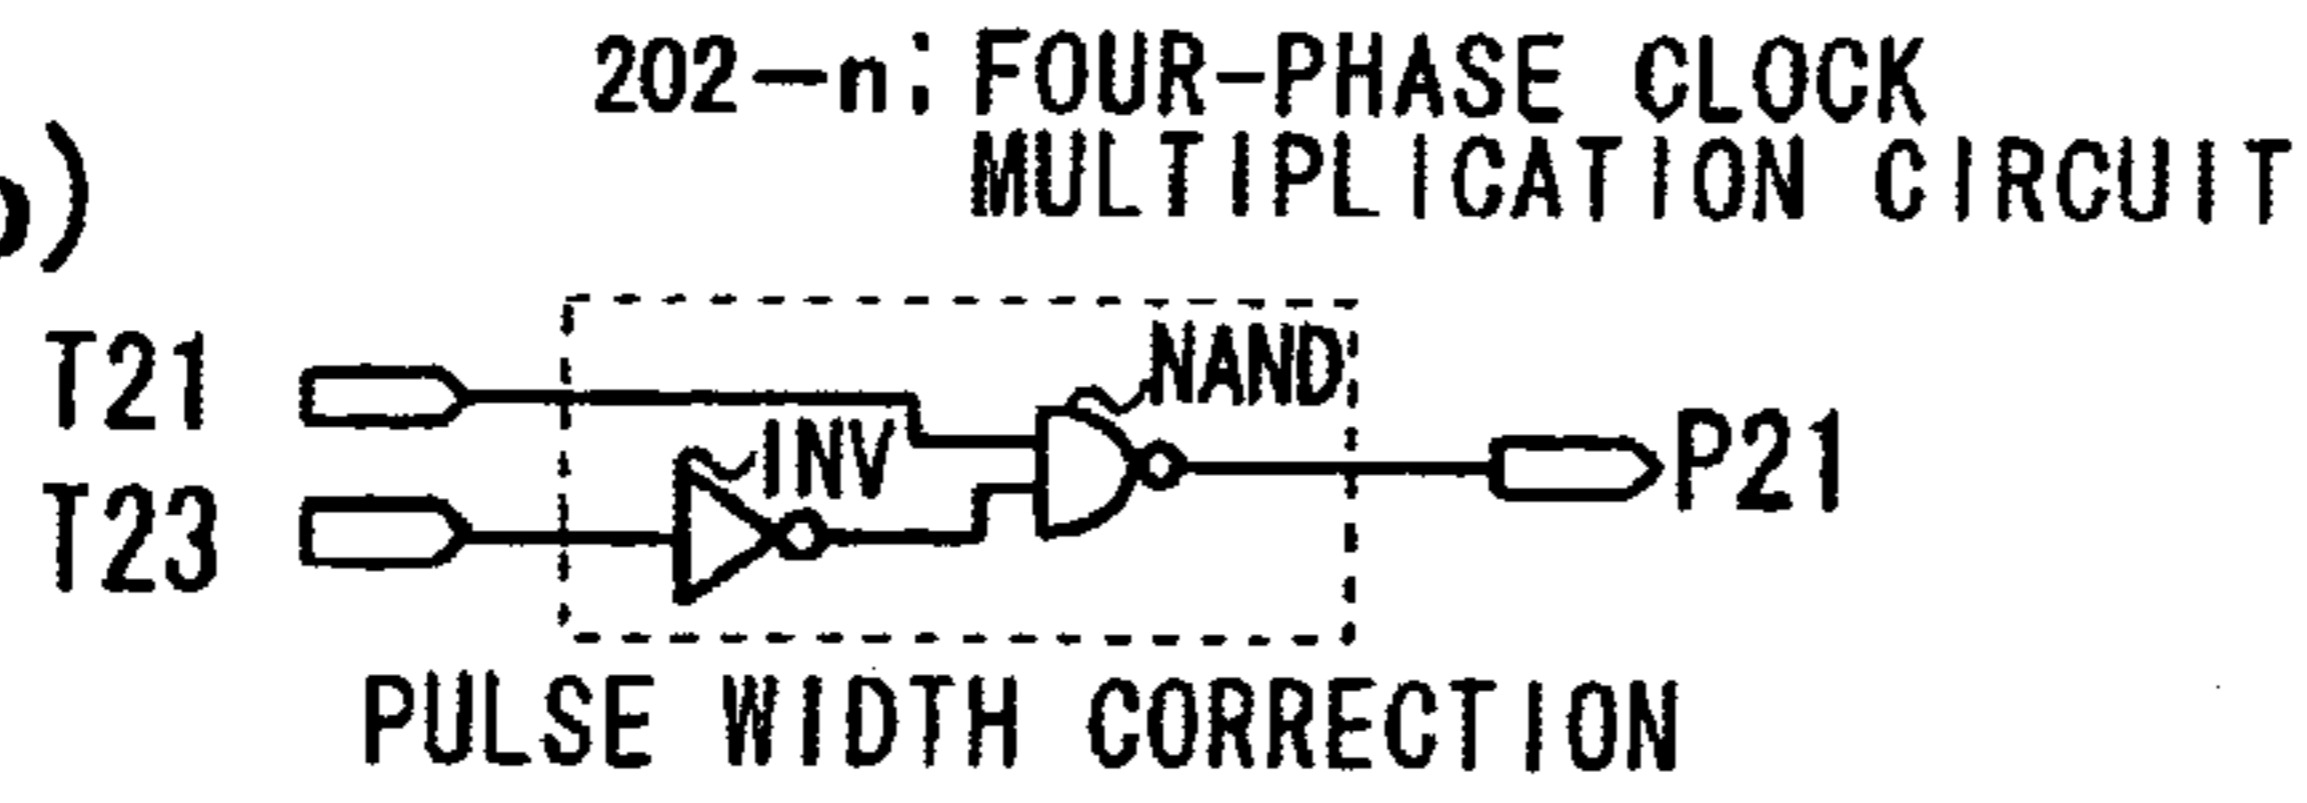 202-n: FOUR-PHASE CLOCK
MULTIPLICATION CIRCUIT
)
T21
NAND
INV
P21
T23
PULSE WIDTH CORRECTION